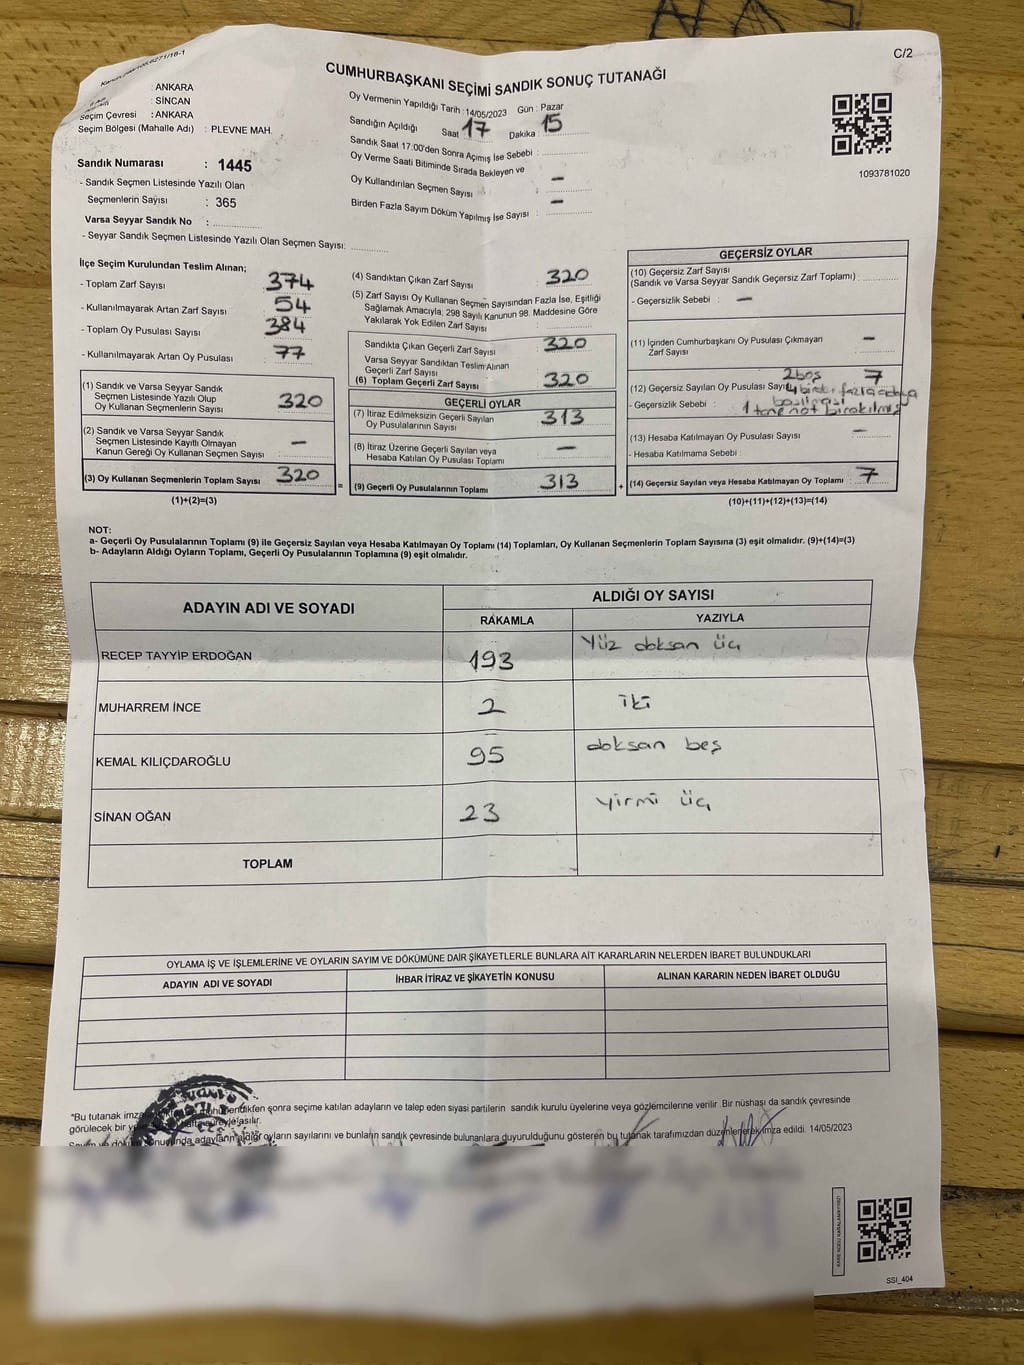 C/2
CUMHURBAŞKANI SEÇİMİ SANDIK SONUÇ TUTANAĞI
: ANKARA
: SİNCAN
Seçim Çevresi : ANKARA
Seçim Bölgesi (Mahalle Adı) : PLEVNE MAH.
Sandık Numarası : 1445
- Sandık Seçmen Listesinde Yazılı Olan
Seçmenlerin Sayısı : 365
Varsa Seyyar Sandık No :
- Seyyar Sandık Seçmen Listesinde Yazılı Olan Seçmen Sayısı:
Oy Vermenin Yapıldığı Tarih : 14/05/2023 Gün : Pazar
Sandığın Açıldığı Saat 17 Dakika 15
Sandık Saat 17.00'den Sonra Açımış İse Sebebi :
Oy Verme Saati Bitiminde Sırada Bekleyen ve
Oy Kullandırılan Seçmen Sayısı : –
Birden Fazla Sayım Döküm Yapılmış İse Sayısı : –
1093781020
İlçe Seçim Kurulundan Teslim Alınan;
- Toplam Zarf Sayısı 374
- Kullanılmayarak Artan Zarf Sayısı 54
- Toplam Oy Pusulası Sayısı 384
- Kullanılmayarak Artan Oy Pusulası 77
(1) Sandık ve Varsa Seyyar Sandık
Seçmen Listesinde Yazılı Olup
Oy Kullanan Seçmenlerin Sayısı 320
(2) Sandık ve Varsa Seyyar Sandık
Seçmen Listesinde Kayıtlı Olmayan
Kanun Gereği Oy Kullanan Seçmen Sayısı –
(3) Oy Kullanan Seçmenlerin Toplam Sayısı 320 =
(1)+(2)=(3)
(4) Sandıktan Çıkan Zarf Sayısı 320
(5) Zarf Sayısı Oy Kullanan Seçmen Sayısından Fazla İse, Eşitliği
Sağlamak Amacıyla, 298 Sayılı Kanunun 98. Maddesine Göre
Yakılarak Yok Edilen Zarf Sayısı :
Sandıkta Çıkan Geçerli Zarf Sayısı 320
Varsa Seyyar Sandıktan Teslim Alınan
Geçerli Zarf Sayısı
(6) Toplam Geçerli Zarf Sayısı 320
GEÇERLİ OYLAR
(7) İtiraz Edilmeksizin Geçerli Sayılan
Oy Pusulalarının Sayısı 313
(8) İtiraz Üzerine Geçerli Sayılan veya
Hesaba Katılan Oy Pusulası Toplamı –
(9) Geçerli Oy Pusulalarının Toplamı 313 +
GEÇERSİZ OYLAR
(10) Geçersiz Zarf Sayısı
(Sandık ve Varsa Seyyar Sandık Geçersiz Zarf Toplamı) :
- Geçersizlik Sebebi : –
(11) İçinden Cumhurbaşkanı Oy Pusulası Çıkmayan
Zarf Sayısı –
2 boş 7
(12) Geçersiz Sayılan Oy Pusulası
- Geçersizlik Sebebi :
1 tane not bırakılmış
(13) Hesaba Katılmayan Oy Pusulası Sayısı –
- Hesaba Katılmama Sebebi
(14) Geçersiz Sayılan veya Hesaba Katılmayan Oy Toplamı : 7
(10)+(11)+(12)+(13)=(14)
NOT:
a- Geçerli Oy Pusulalarının Toplamı (9) ile Geçersiz Sayılan veya Hesaba Katılmayan Oy Toplamı (14) Toplamları, Oy Kullanan Seçmenlerin Toplam Sayısına (3) eşit olmalıdır. (9)+(14)=(3)
b- Adayların Aldığı Oyların Toplamı, Geçerli Oy Pusulalarının Toplamına (9) eşit olmalıdır.
ADAYIN ADI VE SOYADI ALDIĞI OY SAYISI
RAKAMLA YAZIYLA
RECEP TAYYİP ERDOĞAN 193 Yüz doksan üç
MUHARREM İNCE 2 iki
KEMAL KILIÇDAROĞLU 95 doksan beş
SİNAN OĞAN 23 yirmi üç
TOPLAM
OYLAMA İŞ VE İŞLEMLERİNE VE OYLARIN SAYIM VE DÖKÜMÜNE DAİR ŞİKAYETLERLE BUNLARA AİT KARARLARIN NELERDEN İBARET BULUNDUKLARI
ADAYIN ADI VE SOYADI İHBAR İTİRAZ VE ŞİKAYETİN KONUSU ALINAN KARARIN NEDEN İBARET OLDUĞU
*Bu tutanak sonra seçime katılan adayların ve talep eden siyasi partilerin sandık kurulu üyelerine veya gözlemcilerine verilir. Bir nüshası da sandık çevresinde
görülecek bir asılır.
adayların aldığı oyların sayılarını ve bunların sandık çevresinde bulunanlara duyurulduğunu gösteren bu tutanak tarafımızdan düzenlenerek imza edildi. 14/05/2023
SSI_404